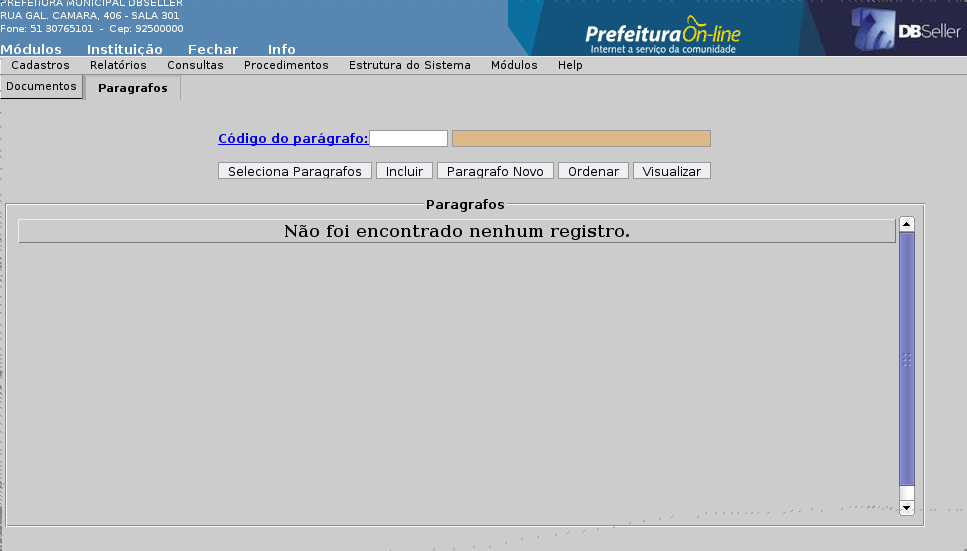 PREFEITURA MUNICIPAL DBSELLER
RUA GAL. CAMARA, 406 - SALA 301
Fone: 51 30765101 - Cep: 92500000
Prefeitura On-line
Internet a serviço da comunidade
DBSeller
Módulos Instituição Fechar Info
Cadastros Relatórios Consultas Procedimentos Estrutura do Sistema Módulos Help
Documentos Paragrafos
Código do parágrafo:
Seleciona Paragrafos Incluir Paragrafo Novo Ordenar Visualizar
Paragrafos
Não foi encontrado nenhum registro.